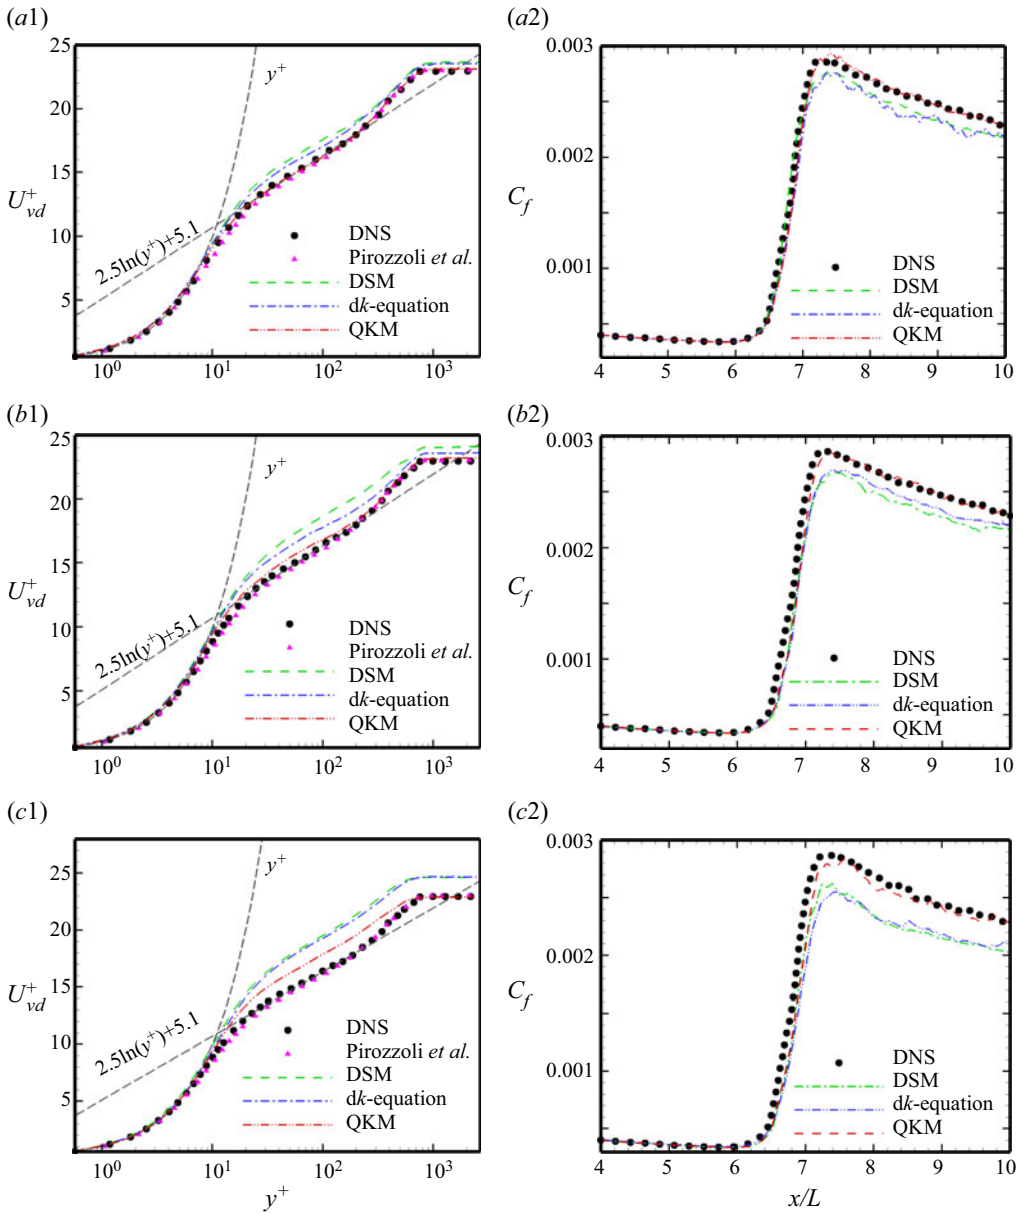 (a1)
25
20
15
10
5
U+vd
y+
2.5ln(y+)+5.1
DNS
Pirozzoli et al.
DSM
dk-equation
QKM
10^0
10^1
10^2
10^3
(a2)
0.003
0.002
0.001
Cf
DNS
DSM
dk-equation
QKM
4
5
6
7
8
9
10
(b1)
25
20
15
10
5
U+vd
y+
2.5ln(y+)+5.1
DNS
Pirozzoli et al.
DSM
dk-equation
QKM
10^0
10^1
10^2
10^3
(b2)
0.003
0.002
0.001
Cf
DNS
DSM
dk-equation
QKM
4
5
6
7
8
9
10
(c1)
25
20
15
10
5
U+vd
y+
2.5ln(y+)+5.1
DNS
Pirozzoli et al.
DSM
dk-equation
QKM
10^0
10^1
10^2
10^3
y+
(c2)
0.003
0.002
0.001
Cf
DNS
DSM
dk-equation
QKM
4
5
6
7
8
9
10
x/L